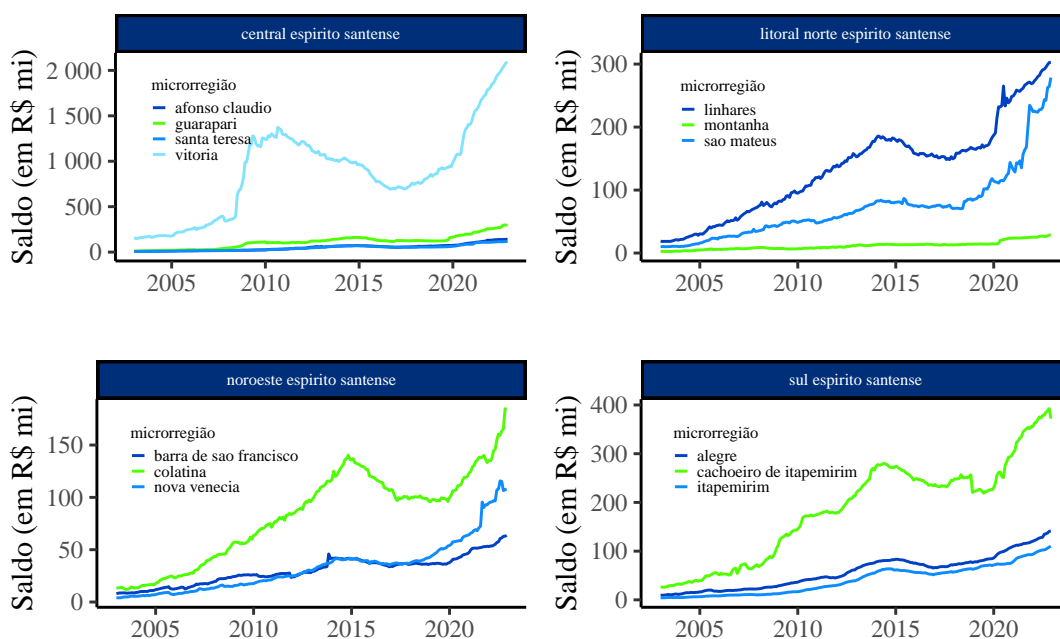 central espirito santense
Saldo (em R$ mi)
2 000
1 500
1 000
500
0
microrregião
afonso claudio
guarapari
santa teresa
vitoria
2005 2010 2015 2020
litoral norte espirito santense
Saldo (em R$ mi)
300
200
100
0
microrregião
linhares
montanha
sao mateus
2005 2010 2015 2020
noroeste espirito santense
Saldo (em R$ mi)
150
100
50
0
microrregião
barra de sao francisco
colatina
nova venecia
2005 2010 2015 2020
sul espirito santense
Saldo (em R$ mi)
400
300
200
100
0
microrregião
alegre
cachoeiro de itapemirim
itapemirim
2005 2010 2015 2020